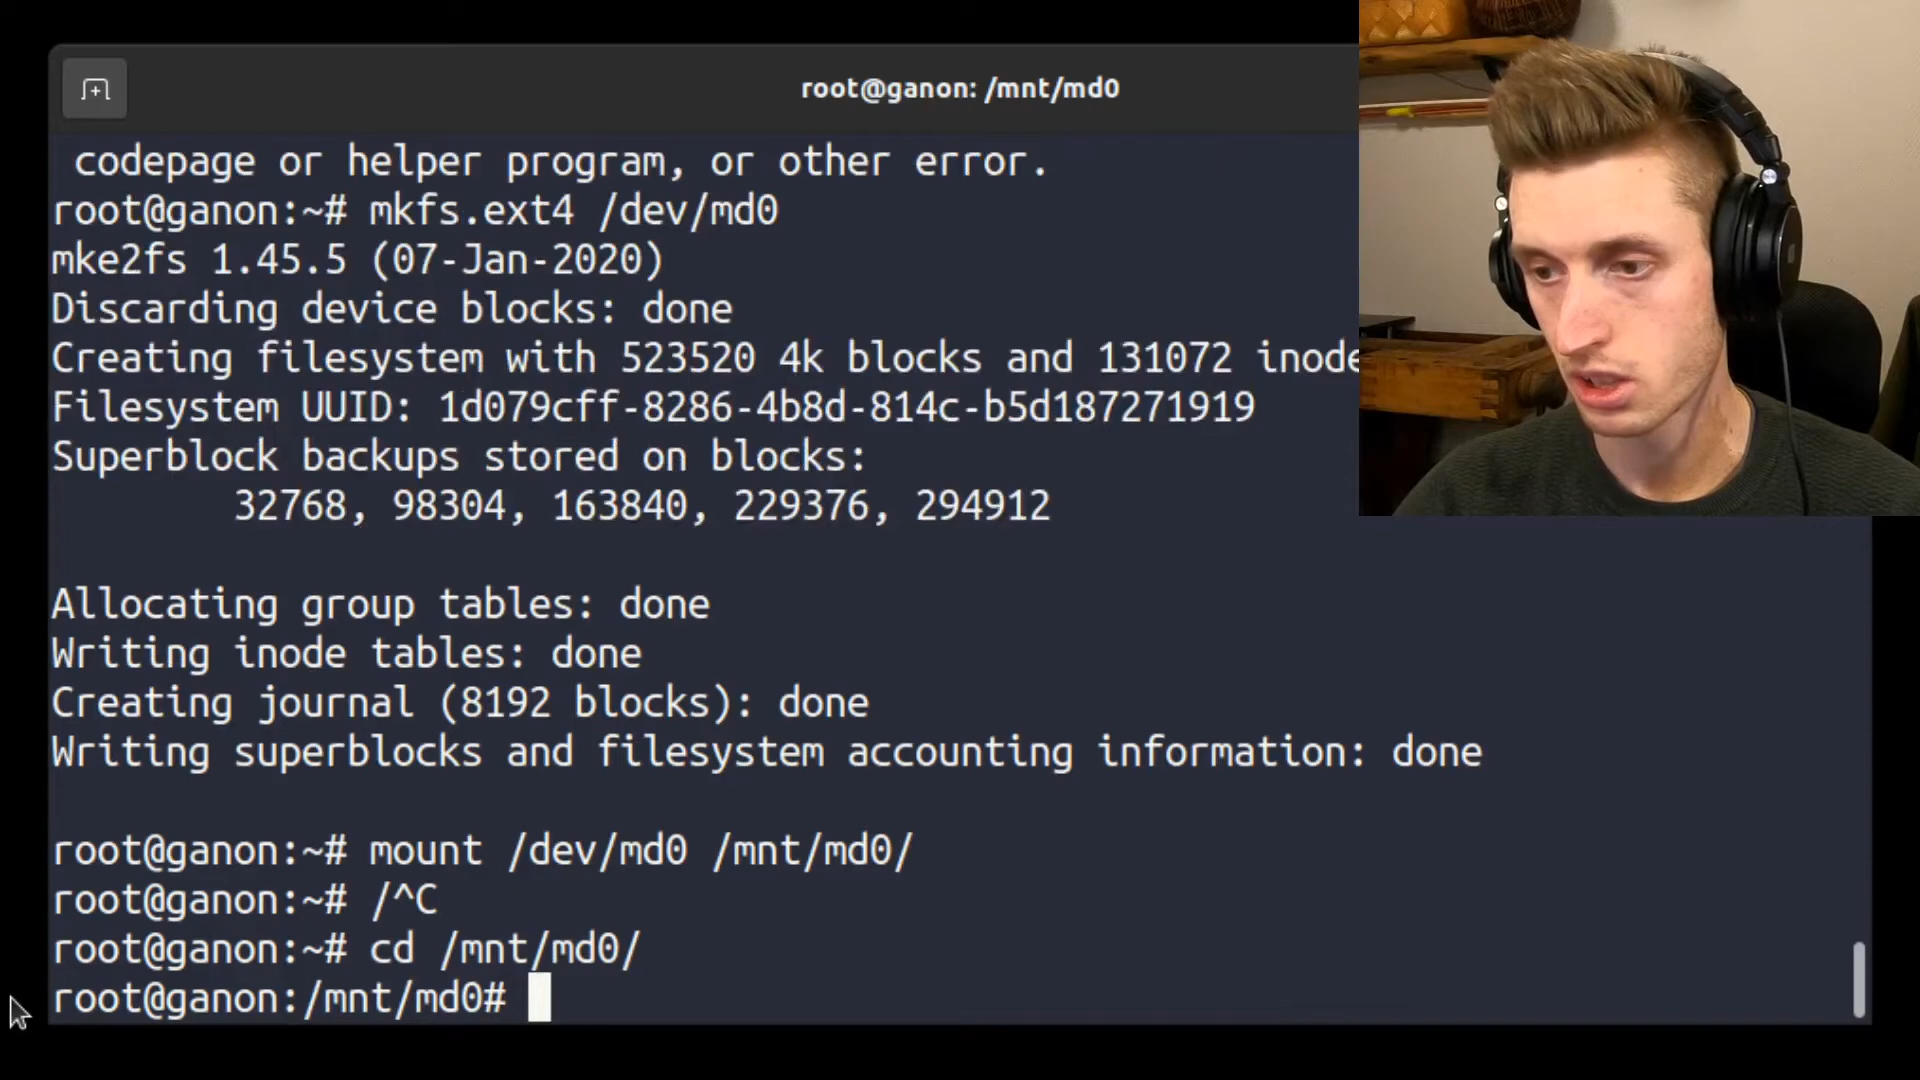 root@ganon: /mnt/md0
codepage or helper program, or other error.
root@ganon:~# mkfs.ext4 /dev/md0
mke2fs 1.45.5 (07-Jan-2020)
Discarding device blocks: done
Creating filesystem with 523520 4k blocks and 131072 inode
Filesystem UUID: 1d079cff-8286-4b8d-814c-b5d187271919
Superblock backups stored on blocks:
32768, 98304, 163840, 229376, 294912
Allocating group tables: done
Writing inode tables: done
Creating journal (8192 blocks): done
Writing superblocks and filesystem accounting information: done
root@ganon:~# mount /dev/md0 /mnt/md0/
root@ganon:~# /^C
root@ganon:~# cd /mnt/md0/
root@ganon:/mnt/md0#